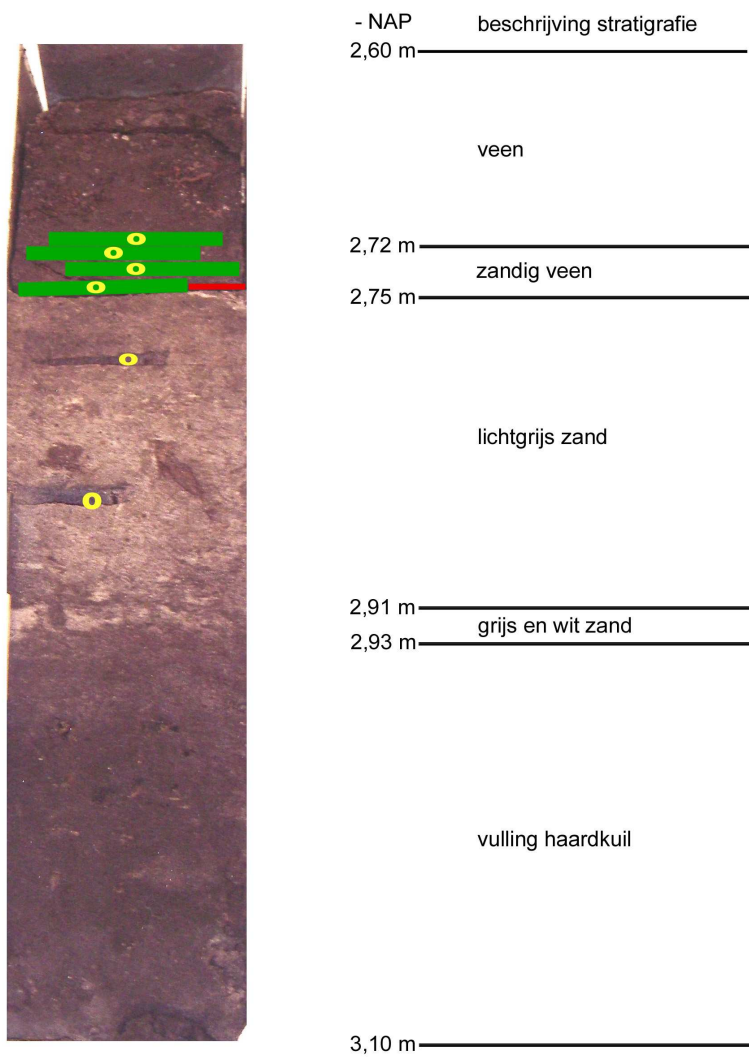 - NAP beschrijving stratigrafie
2,60 m
veen
2,72 m
zandig veen
2,75 m
lichtgrijs zand
2,91 m
grijs en wit zand
2,93 m
vulling haardkuil
3,10 m